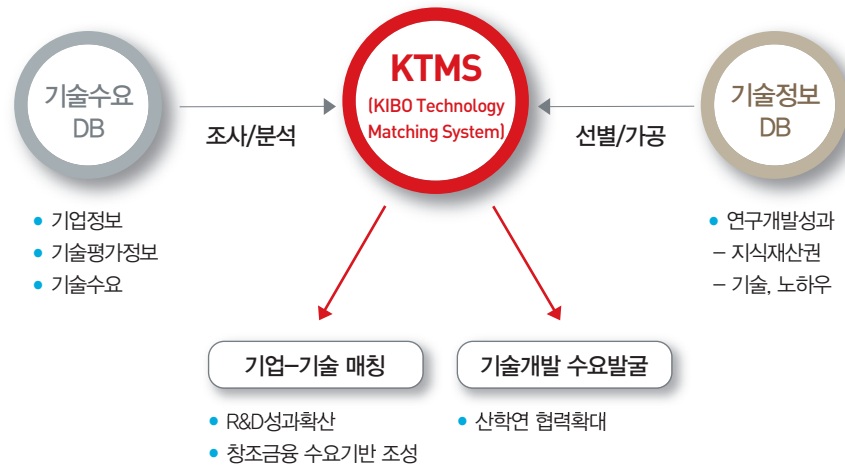 기술수요
DB
조사/분석
KTMS
(KIBO Technology
Matching System)
선별/가공
기술정보
DB
• 기업정보
• 기술평가정보
• 기술수요
• 연구개발성과
– 지식재산권
– 기술, 노하우
기업–기술 매칭
• R&D성과확산
• 창조금융 수요기반 조성
기술개발 수요발굴
• 산학연 협력확대